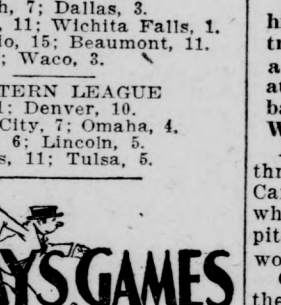 h, 7; Dallas, 3.
, 11; Wichita Falls, 1.
io, 15; Beaumont, 11.
; Waco, 3.
TERN LEAGUE
1; Denver, 10.
City, 7; Omaha, 4.
6; Lincoln, 5.
s, 11; Tulsa, 5.
YS GAMES
h
tr
a
at
ba
W
thr
Car
wh
pit
wo
the